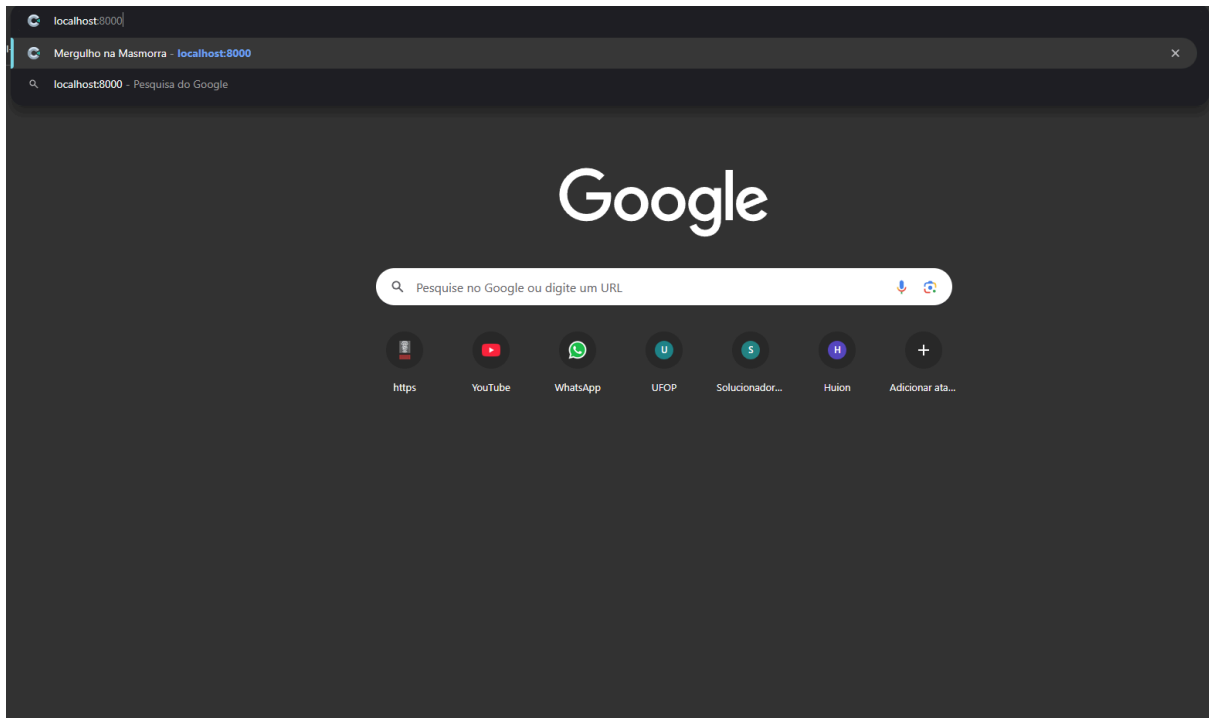 localhost:8000
Mergulho na Masmorra - localhost:8000
localhost:8000 - Pesquisa do Google
Google
Pesquise no Google ou digite um URL
U S H
https YouTube WhatsApp UFOP Solucionador... Huion Adicionar ata...